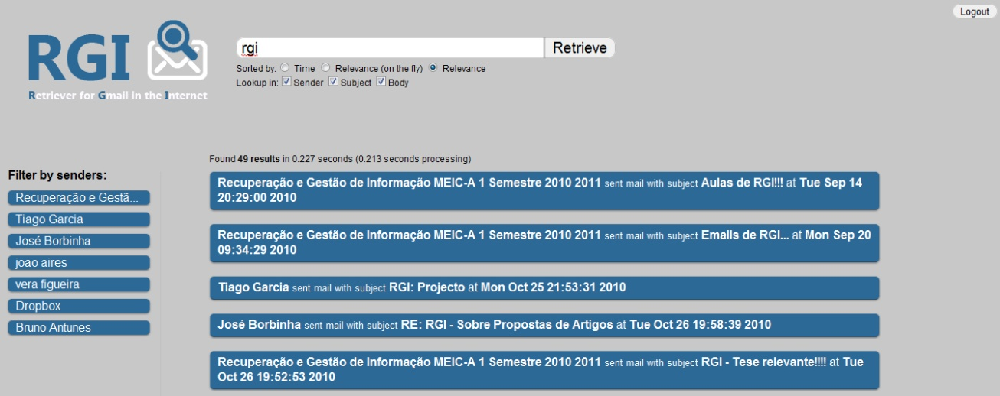 Logout
RGI
Retriever for Gmail in the Internet
rgi
Retrieve
Sorted by: Time Relevance (on the fly) Relevance
Lookup in: Sender Subject Body
Found 49 results in 0.227 seconds (0.213 seconds processing)
Filter by senders:
Recuperação e Gestã...
Tiago Garcia
José Borbinha
joao aires
vera figueira
Dropbox
Bruno Antunes
Recuperação e Gestão de Informação MEIC-A 1 Semestre 2010 2011 sent mail with subject Aulas de RGI!!! at Tue Sep 14
20:29:00 2010
Recuperação e Gestão de Informação MEIC-A 1 Semestre 2010 2011 sent mail with subject Emails de RGI... at Mon Sep 20
09:34:29 2010
Tiago Garcia sent mail with subject RGI: Projecto at Mon Oct 25 21:53:31 2010
José Borbinha sent mail with subject RE: RGI - Sobre Propostas de Artigos at Tue Oct 26 19:58:39 2010
Recuperação e Gestão de Informação MEIC-A 1 Semestre 2010 2011 sent mail with subject RGI - Tese relevante!!!! at Tue
Oct 26 19:52:53 2010